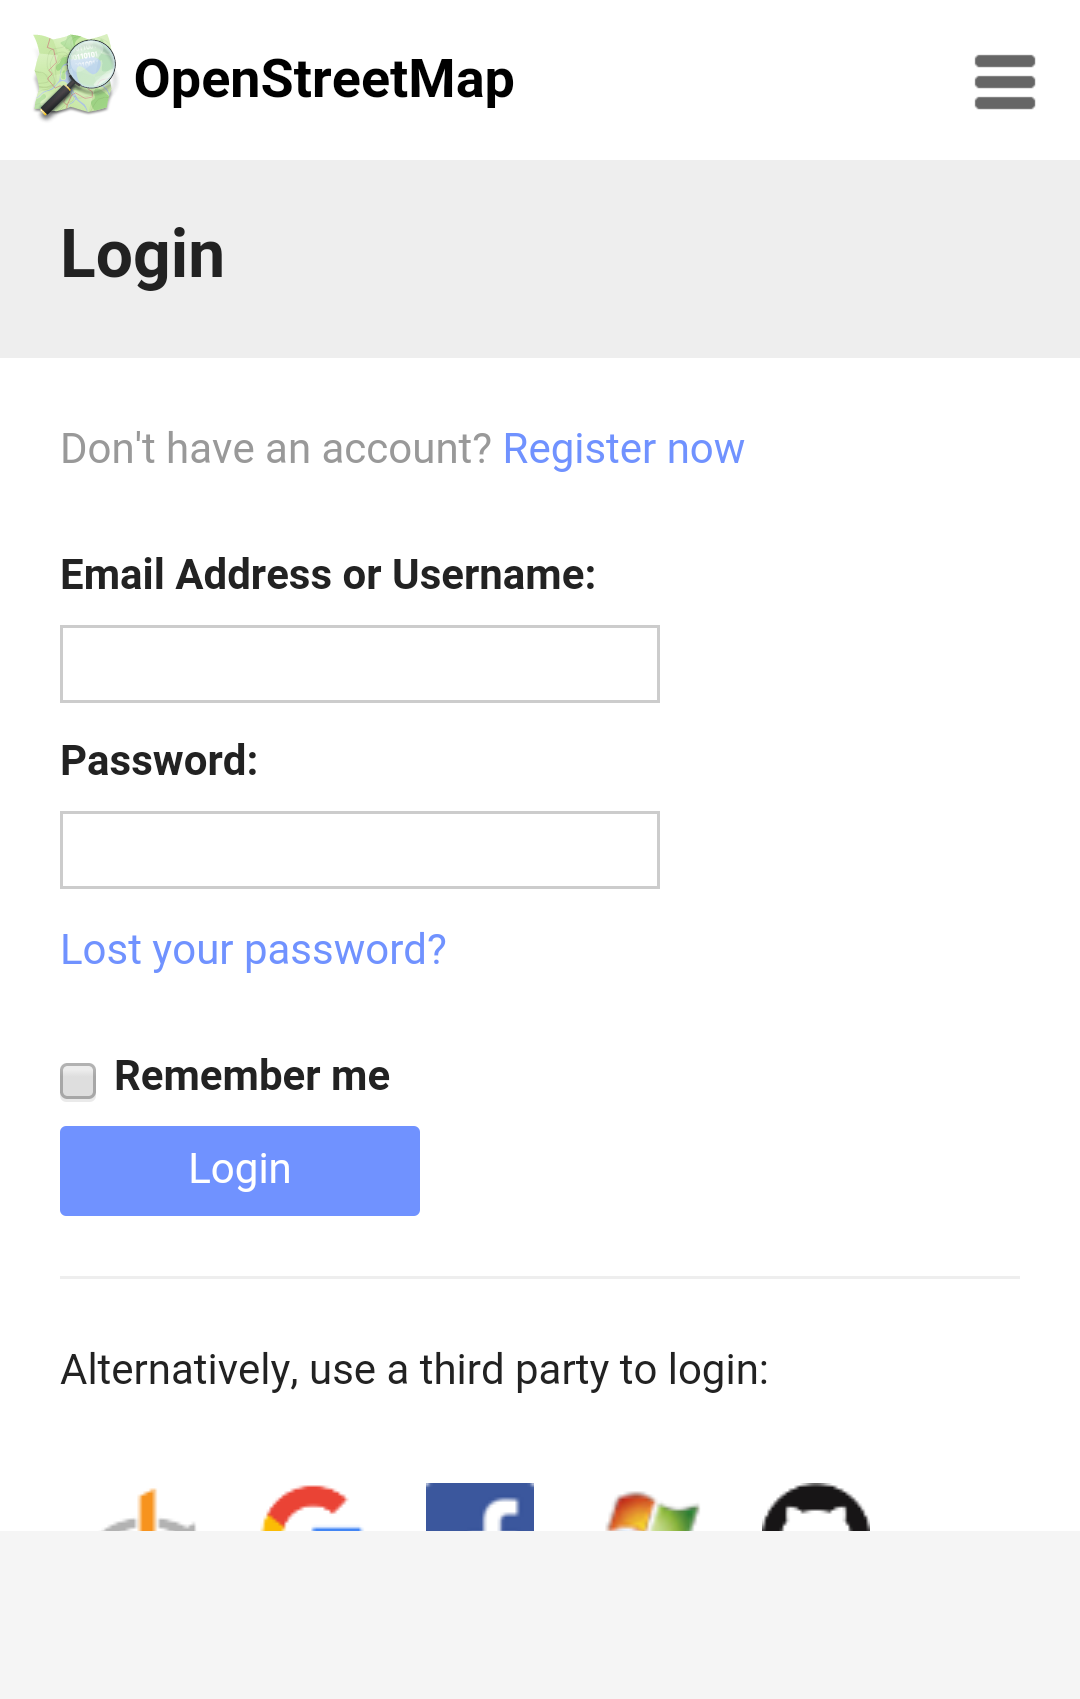 OpenStreetMap
Login
Don't have an account? Register now
Email Address or Username:
Password:
Lost your password?
Remember me
Login
Alternatively, use a third party to login: